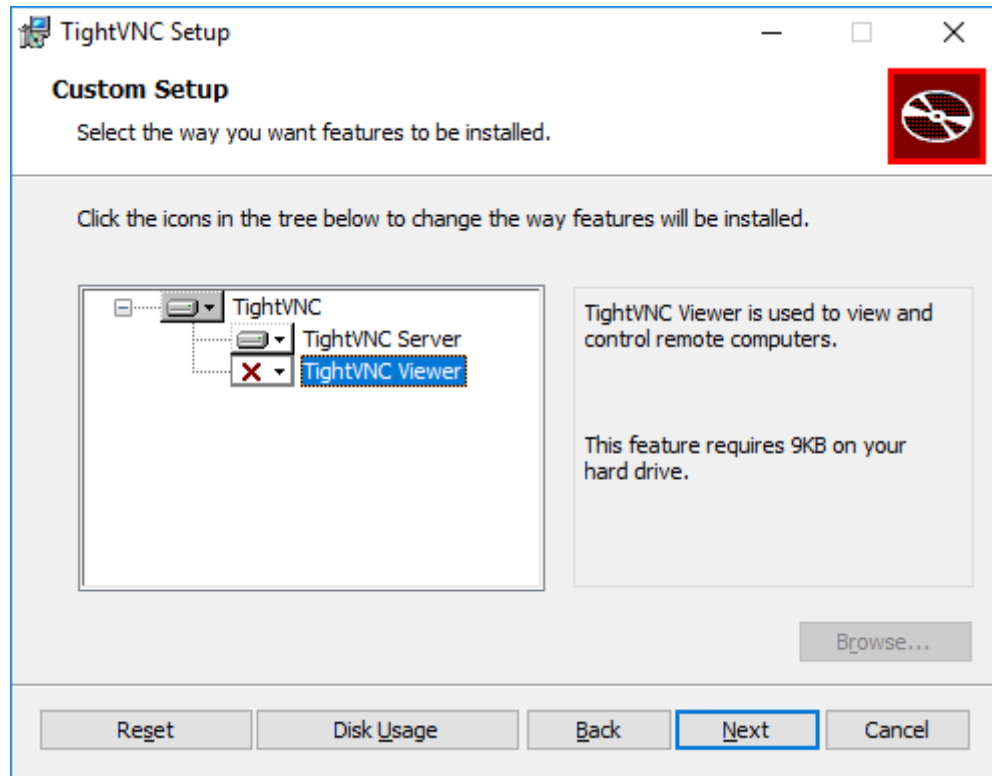 TightVNC Setup
Custom Setup
Select the way you want features to be installed.
Click the icons in the tree below to change the way features will be installed.
TightVNC
TightVNC Server
TightVNC Viewer
TightVNC Viewer is used to view and
control remote computers.
This feature requires 9KB on your
hard drive.
Browse...
Reset
Disk Usage
Back
Next
Cancel